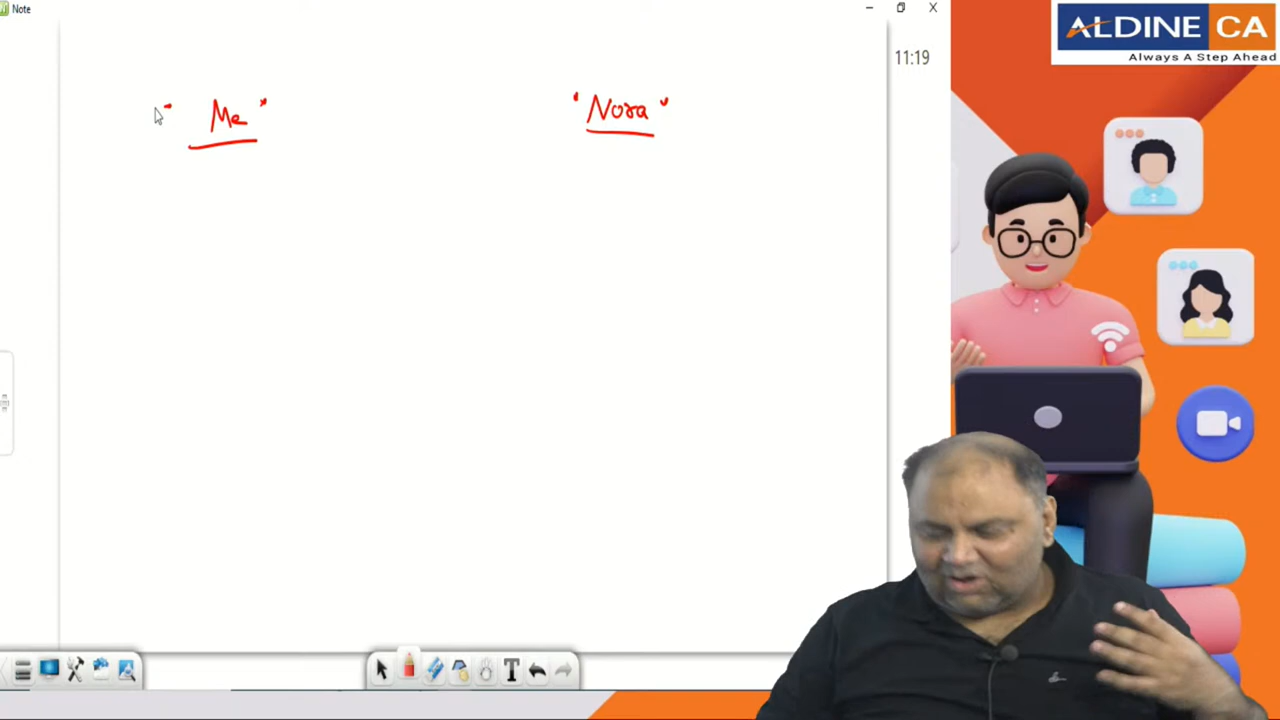 Note
ALDINE CA
Always A Step Ahead
11:19
" Me "
" Nora "
T